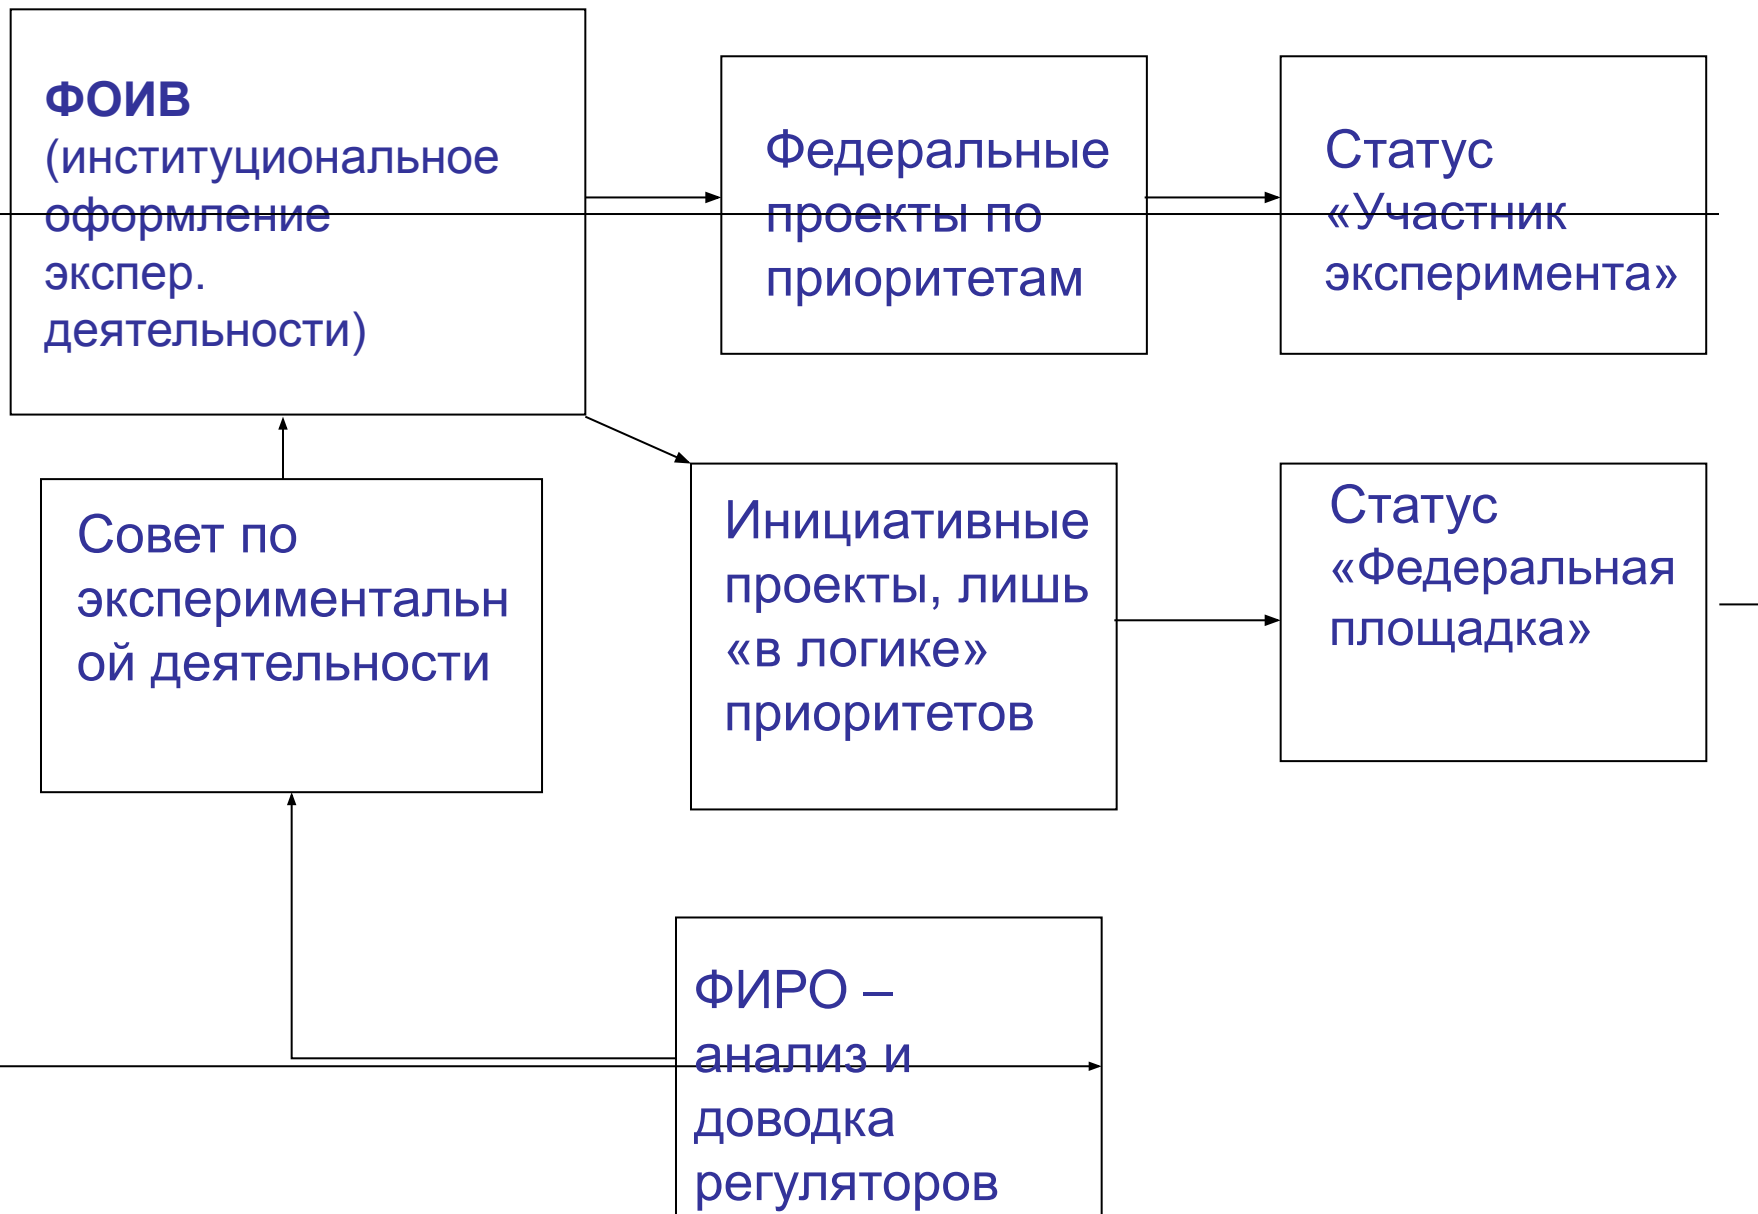 ФОИВ
(институциональное
оформление
экспер.
деятельности)
Федеральные
проекты по
приоритетам
Статус
«Участник
эксперимента»
Совет по
экспериментальн
ой деятельности
Инициативные
проекты, лишь
«в логике»
приоритетов
Статус
«Федеральная
площадка»
ФИРО –
анализ и
доводка
регуляторов